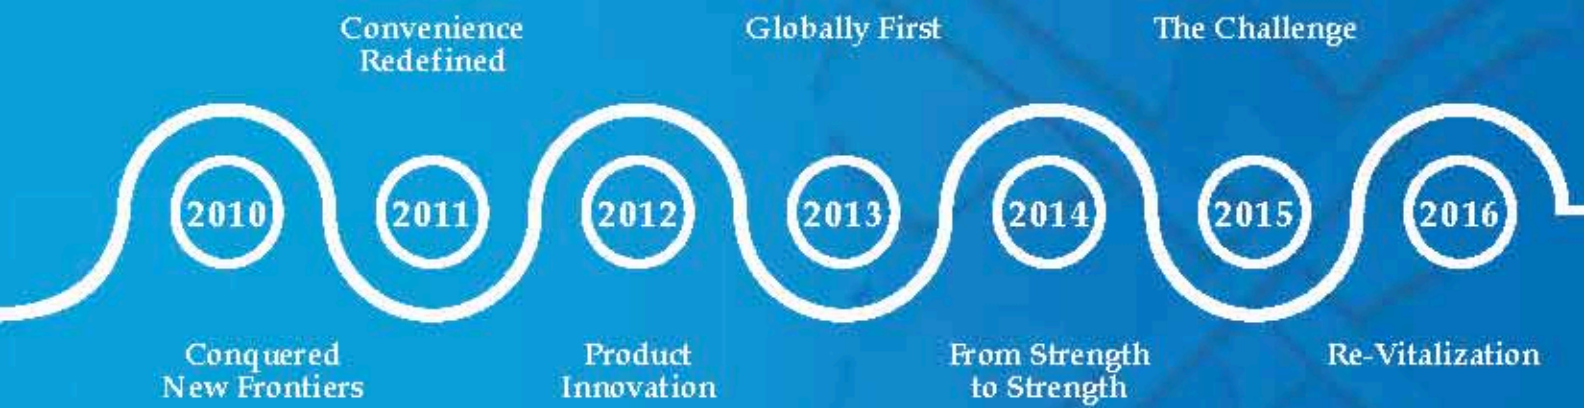 Convenience
Redefined
Globally First
The Challenge
2010
2011
2012
2013
2014
2015
2016
Conquered
New Frontiers
Product
Innovation
From Strength
to Strength
Re-Vitalization